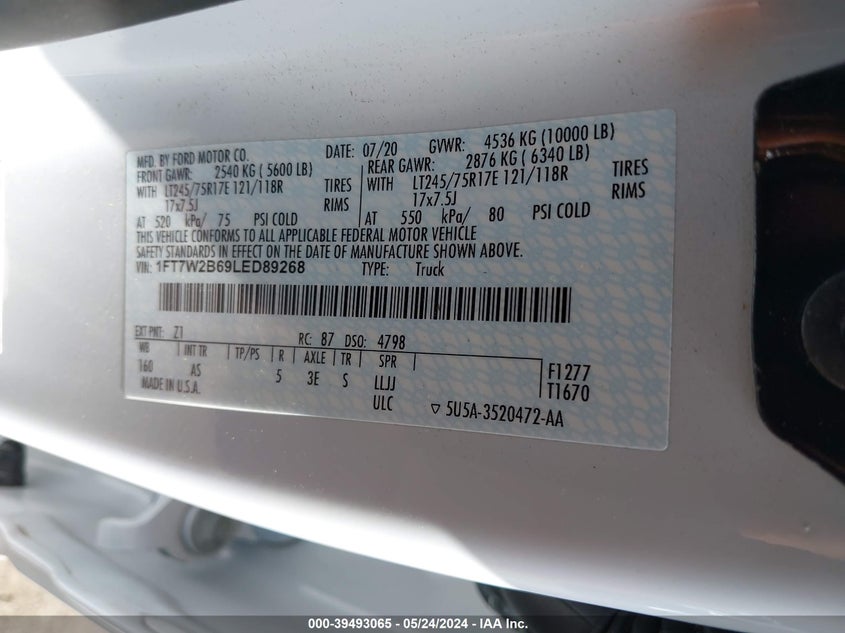 MFD. BY FORD MOTOR CO. DATE: 07/20 GVWR: 4536 KG (10000 LB)
FRONT GAWR: 2540 KG ( 5600 LB) REAR GAWR: 2876 KG ( 6340 LB)
WITH LT245/75R17E 121/118R TIRES WITH LT245/75R17E 121/118R TIRES
17x7.5J RIMS 17x7.5J RIMS
AT 520 kPa/ 75 PSI COLD AT 550 kPa/ 80 PSI COLD
THIS VEHICLE CONFORMS TO ALL APPLICABLE FEDERAL MOTOR VEHICLE
SAFETY STANDARDS IN EFFECT ON THE DATE OF MANUFACTURE SHOWN ABOVE.
VIN: 1FT7W2B69LED89268 TYPE: Truck
EXT PNT: Z1 RC: 87 DSO: 4798
WB INT TR TP/PS R AXLE TR SPR F1277
160 AS 5 3E S LLJJ T1670
MADE IN U.S.A. ULC ▽ 5U5A-3520472-AA
000-39493065 - 05/24/2024 - iaai.com